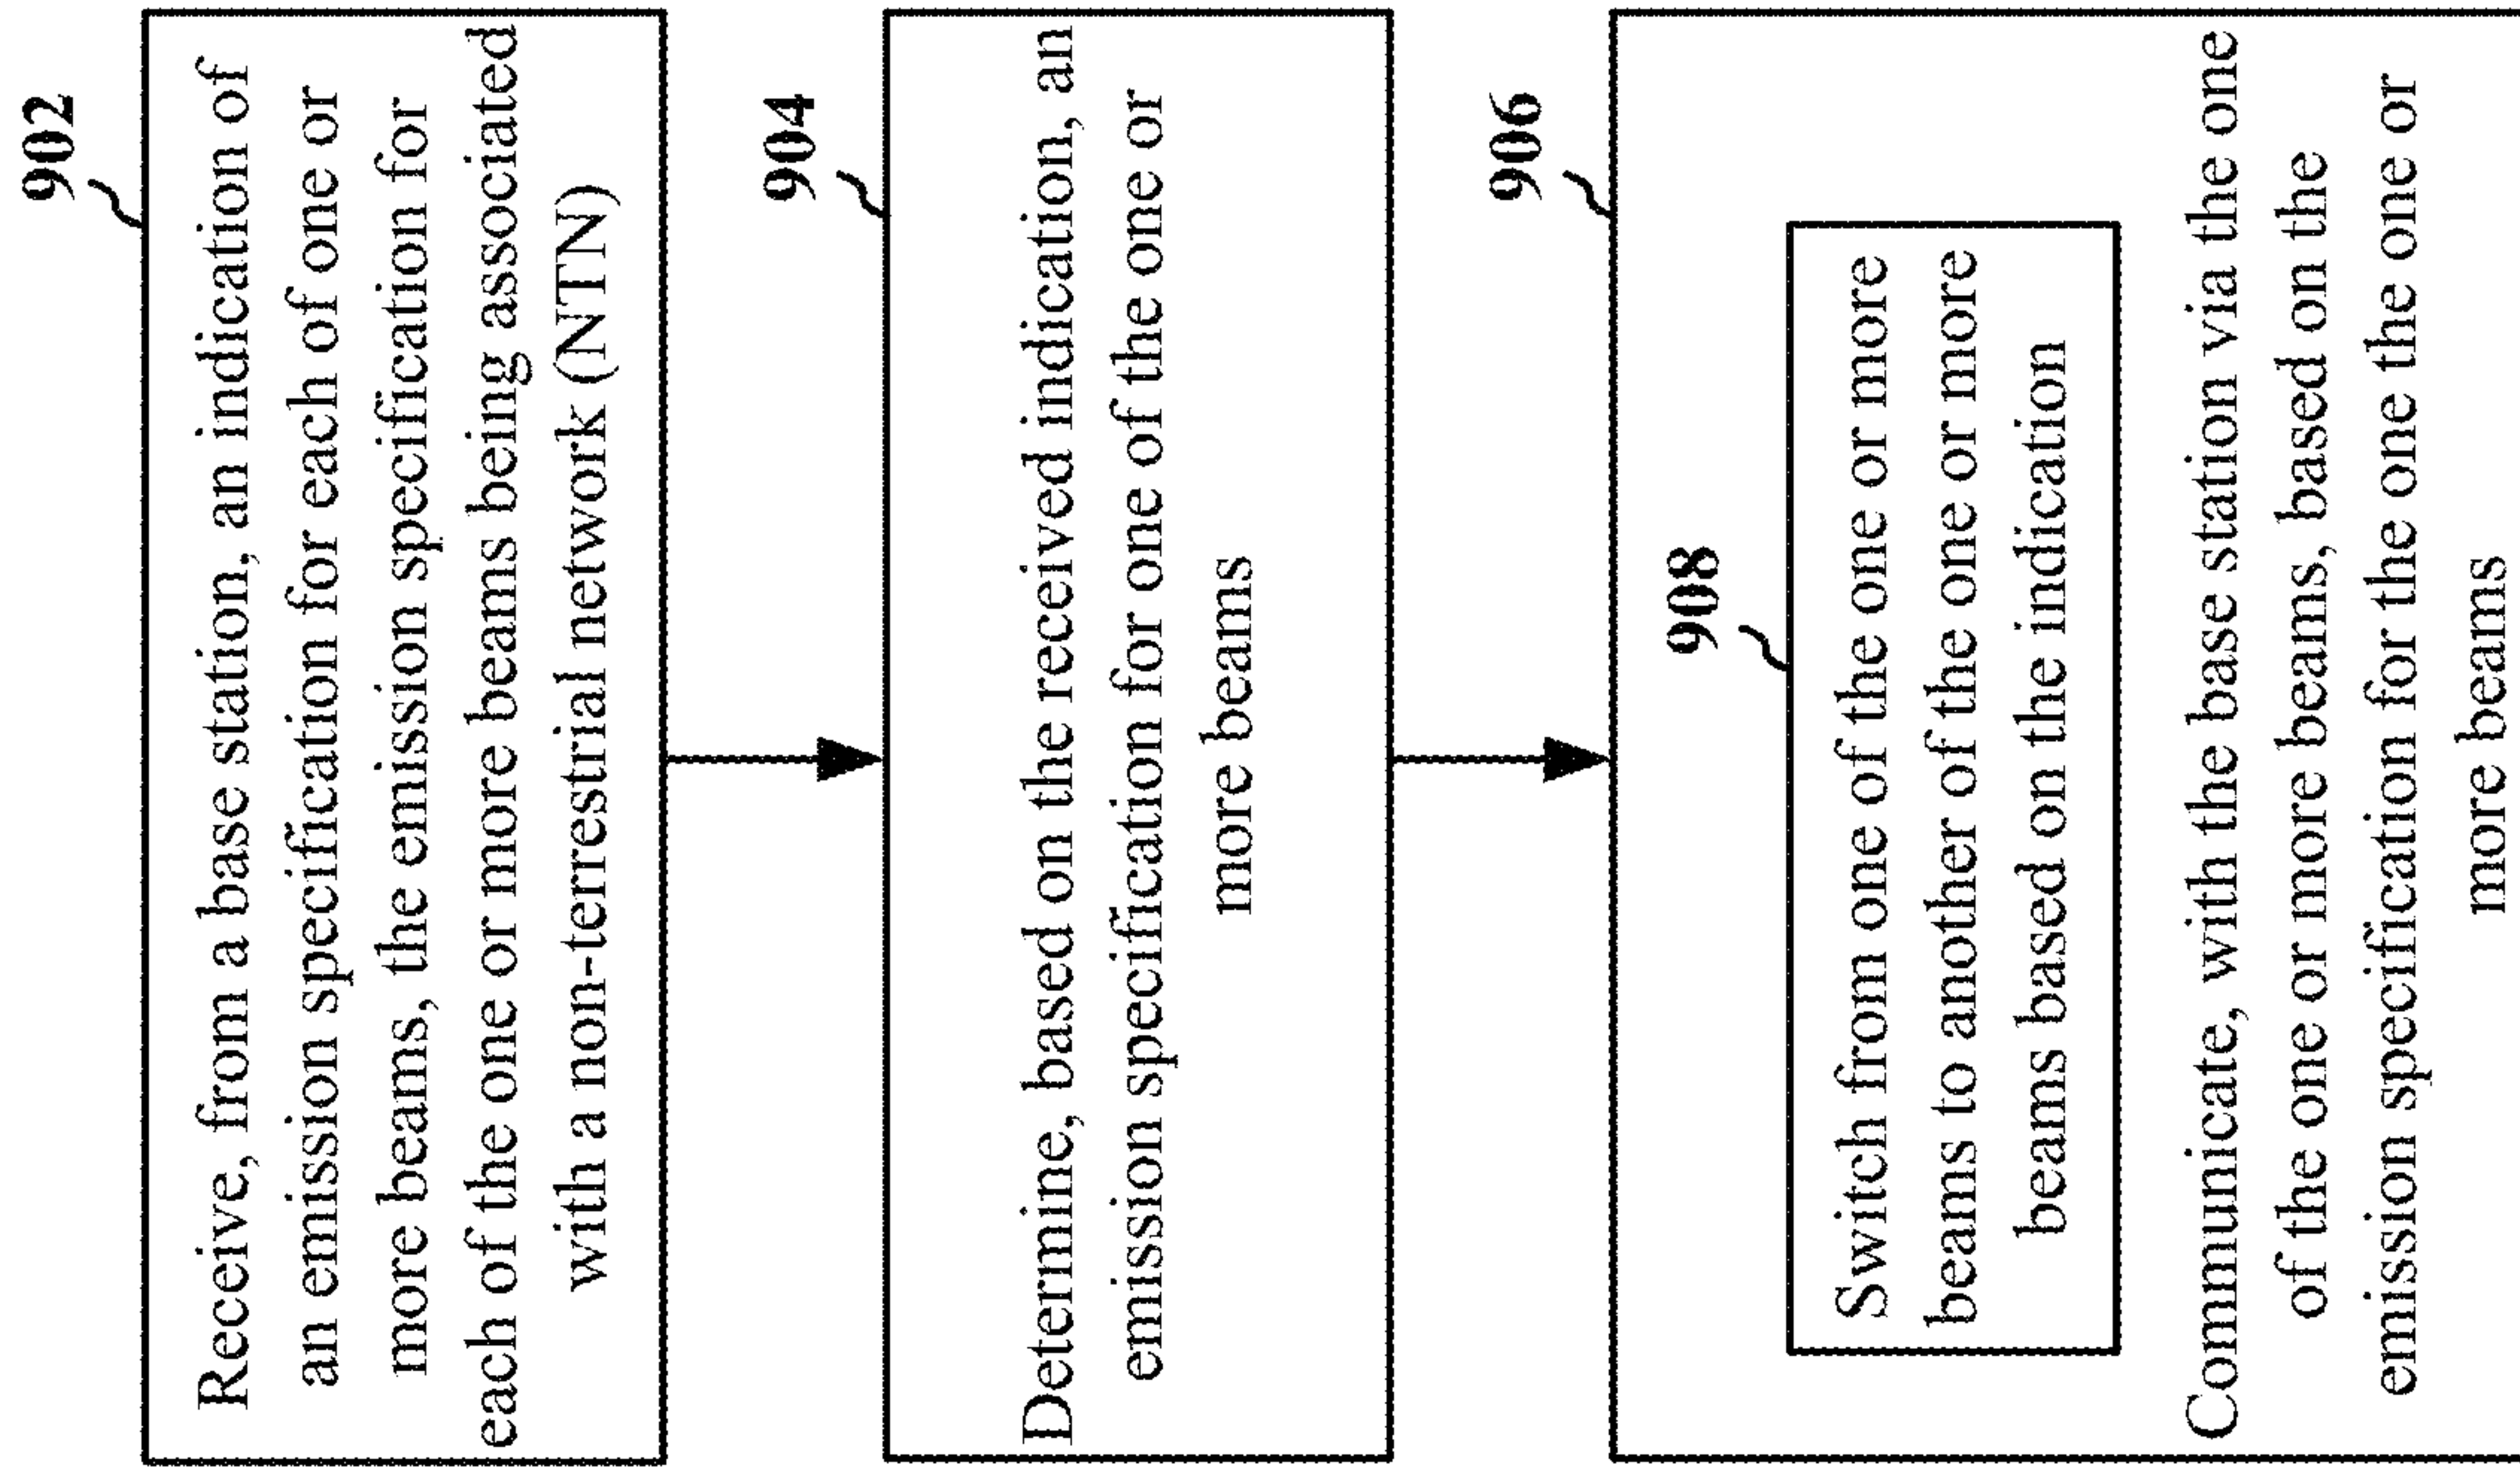 902
Receive, from a base station, an indication of
an emission specification for each of one or
more beams, the emission specification for
each of the one or more beams being associated
with a non-terrestrial network (NTN)
904
Determine, based on the received indication, an
emission specification for one of the one or
more beams
906
908
Switch from one of the one or more
beams to another of the one or more
beams based on the indication
Communicate, with the base station via the one
of the one or more beams, based on the
emission specification for the one the one or
more beams